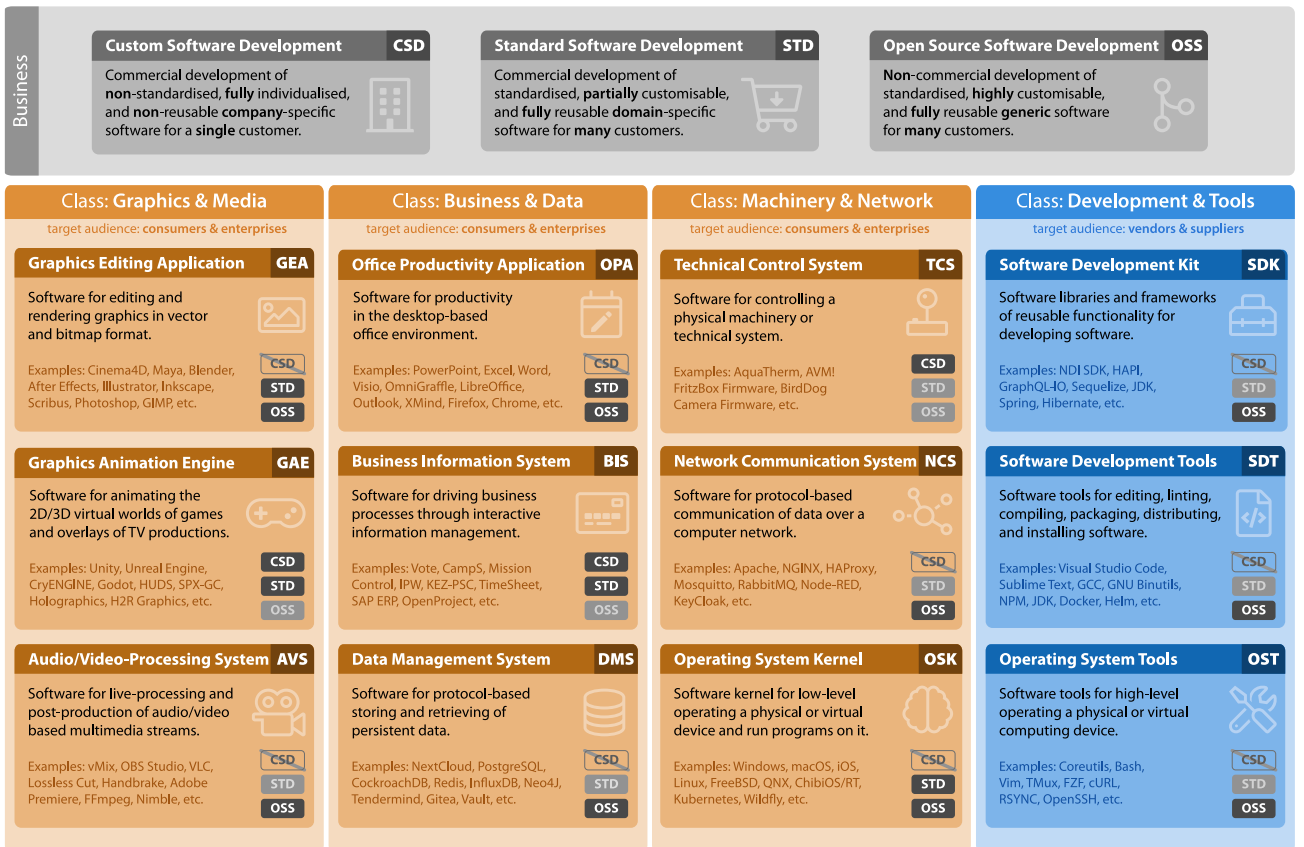 Business
Custom Software Development CSD
Commercial development of
non-standardised, fully individualised,
and non-reusable company-specific
software for a single customer.
Standard Software Development STD
Commercial development of
standardised, partially customisable,
and fully reusable domain-specific
software for many customers.
Open Source Software Development OSS
Non-commercial development of
standardised, highly customisable,
and fully reusable generic software
for many customers.
Class: Graphics & Media
target audience: consumers & enterprises
Graphics Editing Application GEA
Software for editing and
rendering graphics in vector
and bitmap format.
Examples: Cinema4D, Maya, Blender,
After Effects, Illustrator, Inkscape,
Scribus, Photoshop, GIMP, etc.
CSD
STD
OSS
Graphics Animation Engine GAE
Software for animating the
2D/3D virtual worlds of games
and overlays of TV productions.
Examples: Unity, Unreal Engine,
CryENGINE, Godot, HUDS, SPX-GC,
Holographics, H2R Graphics, etc.
CSD
STD
OSS
Audio/Video-Processing System AVS
Software for live-processing and
post-production of audio/video
based multimedia streams.
Examples: vMix, OBS Studio, VLC,
Lossless Cut, Handbrake, Adobe
Premiere, FFmpeg, Nimble, etc.
CSD
STD
OSS
Class: Business & Data
target audience: consumers & enterprises
Office Productivity Application OPA
Software for productivity
in the desktop-based
office environment.
Examples: PowerPoint, Excel, Word,
Visio, OmniGraffle, LibreOffice,
Outlook, XMind, Firefox, Chrome, etc.
CSD
STD
OSS
Business Information System BIS
Software for driving business
processes through interactive
information management.
Examples: Vote, CampS, Mission
Control, IPW, KEZ-PSC, TimeSheet,
SAP ERP, OpenProject, etc.
CSD
STD
OSS
Data Management System DMS
Software for protocol-based
storing and retrieving of
persistent data.
Examples: NextCloud, PostgreSQL,
CockroachDB, Redis, InfluxDB, Neo4J,
Tendermind, Gitea, Vault, etc.
CSD
STD
OSS
Class: Machinery & Network
target audience: consumers & enterprises
Technical Control System TCS
Software for controlling a
physical machinery or
technical system.
Examples: AquaTherm, AVM!
FritzBox Firmware, BirdDog
Camera Firmware, etc.
CSD
STD
OSS
Network Communication System NCS
Software for protocol-based
communication of data over a
computer network.
Examples: Apache, NGINX, HAProxy,
Mosquitto, RabbitMQ, Node-RED,
KeyCloak, etc.
CSD
STD
OSS
Operating System Kernel OSK
Software kernel for low-level
operating a physical or virtual
device and run programs on it.
Examples: Windows, macOS, iOS,
Linux, FreeBSD, QNX, ChibiOS/RT,
Kubernetes, Wildfly, etc.
CSD
STD
OSS
Class: Development & Tools
target audience: vendors & suppliers
Software Development Kit SDK
Software libraries and frameworks
of reusable functionality for
developing software.
Examples: NDI SDK, HAPI,
GraphQL-IO, Sequelize, JDK,
Spring, Hibernate, etc.
CSD
STD
OSS
Software Development Tools SDT
Software tools for editing, linting,
compiling, packaging, distributing,
and installing software.
Examples: Visual Studio Code,
Sublime Text, GCC, GNU Binutils,
NPM, JDK, Docker, Helm, etc.
CSD
STD
OSS
Operating System Tools OST
Software tools for high-level
operating a physical or virtual
computing device.
Examples: Coreutils, Bash,
Vim, TMux, FZF, cURL,
RSYNC, OpenSSH, etc.
CSD
STD
OSS